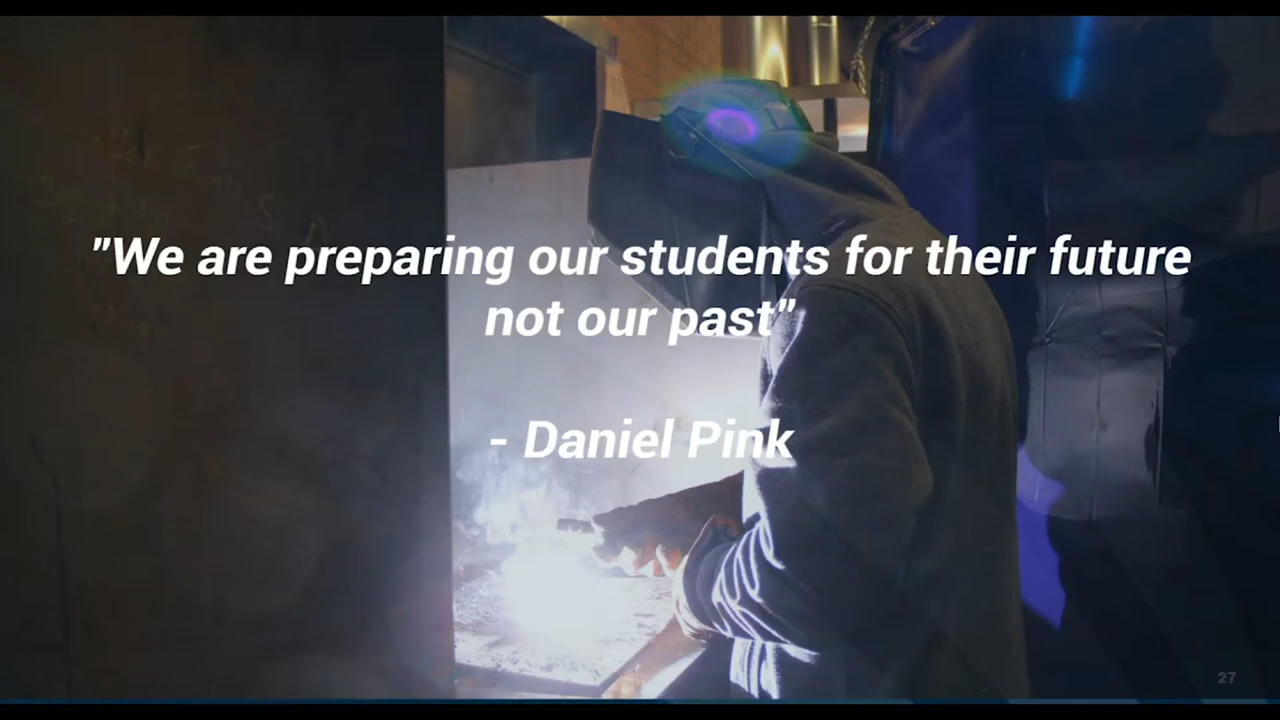 "We are preparing our students for their future
not our past"
- Daniel Pink
27